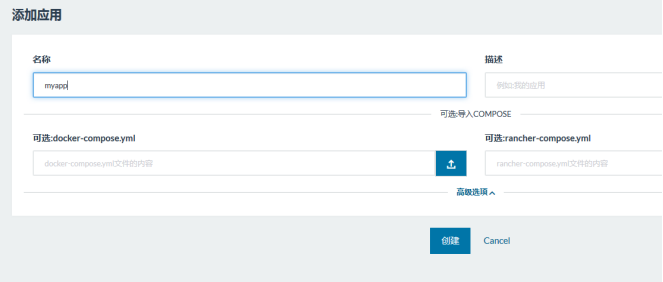 添加应用
名称 描述
myapp 例如:我的应用
可选:导入COMPOSE
可选:docker-compose.yml 可选:rancher-compose.yml
docker-compose.yml文件的内容 rancher-compose.yml文件的内容
高级选项
创建 Cancel